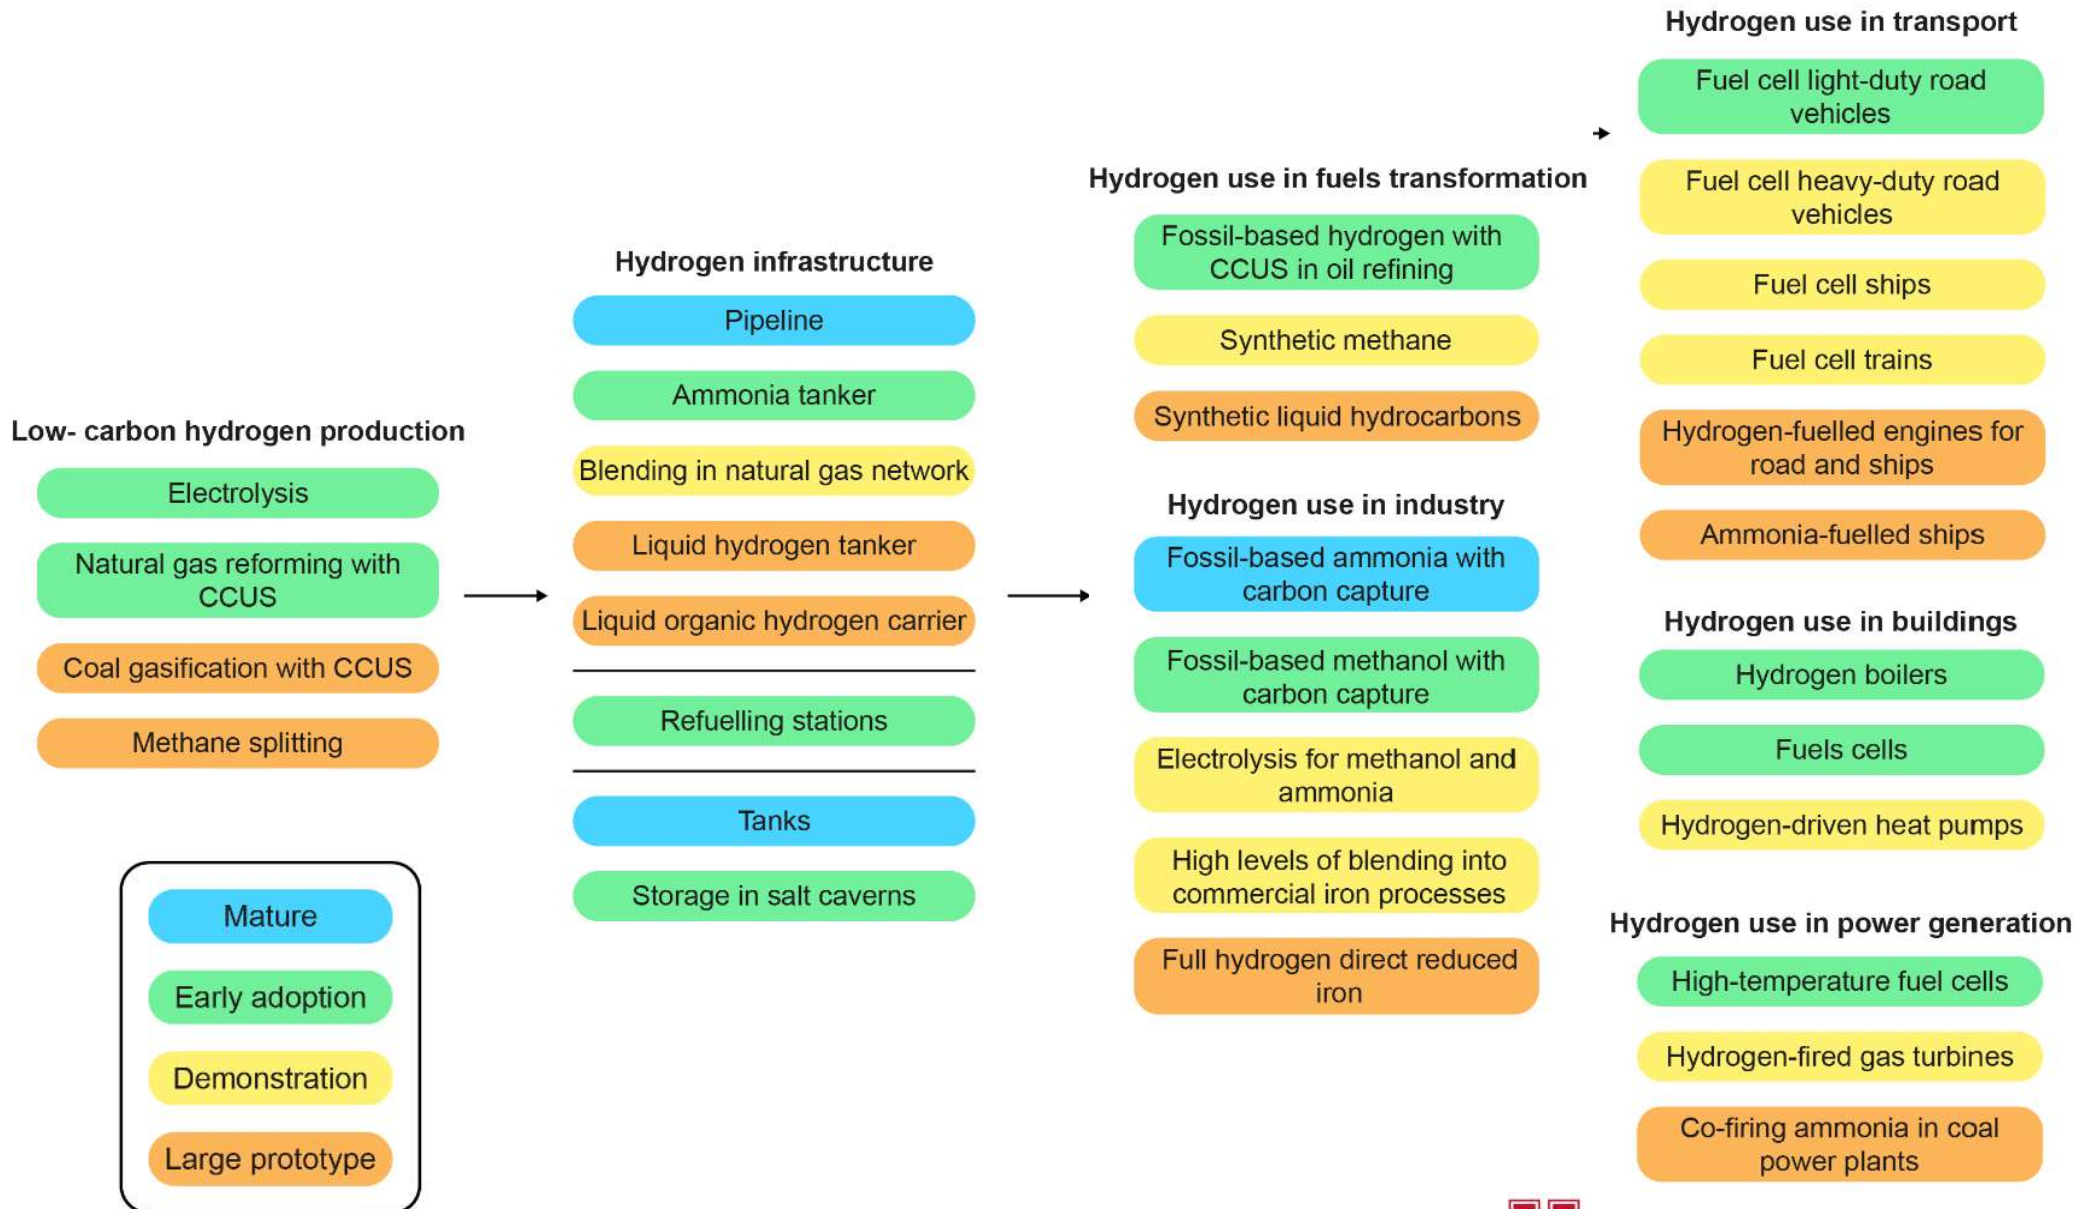 Low- carbon hydrogen production
Electrolysis
Natural gas reforming with
CCUS
Coal gasification with CCUS
Methane splitting
Mature
Early adoption
Demonstration
Large prototype
Hydrogen infrastructure
Pipeline
Ammonia tanker
Blending in natural gas network
Liquid hydrogen tanker
Liquid organic hydrogen carrier
Refuelling stations
Tanks
Storage in salt caverns
Hydrogen use in fuels transformation
Fossil-based hydrogen with
CCUS in oil refining
Synthetic methane
Synthetic liquid hydrocarbons
Hydrogen use in industry
Fossil-based ammonia with
carbon capture
Fossil-based methanol with
carbon capture
Electrolysis for methanol and
ammonia
High levels of blending into
commercial iron processes
Full hydrogen direct reduced
iron
Hydrogen use in transport
Fuel cell light-duty road
vehicles
Fuel cell heavy-duty road
vehicles
Fuel cell ships
Fuel cell trains
Hydrogen-fuelled engines for
road and ships
Ammonia-fuelled ships
Hydrogen use in buildings
Hydrogen boilers
Fuels cells
Hydrogen-driven heat pumps
Hydrogen use in power generation
High-temperature fuel cells
Hydrogen-fired gas turbines
Co-firing ammonia in coal
power plants